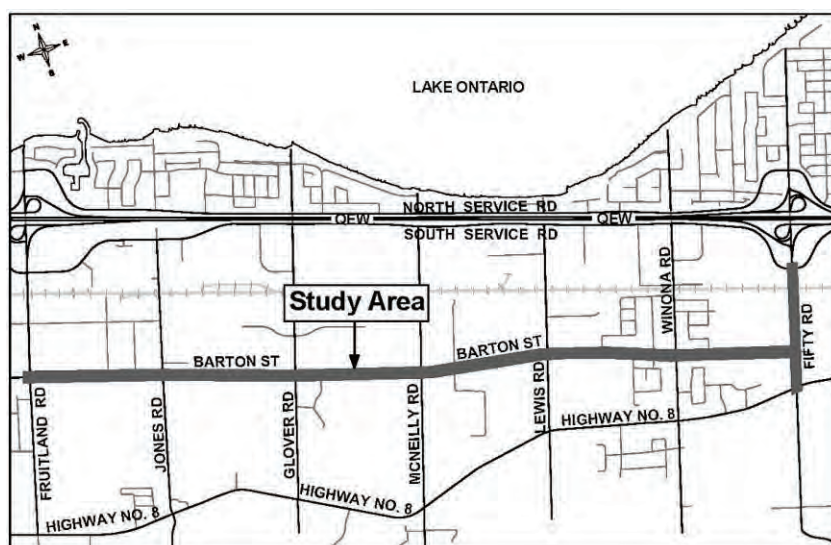 N
W E
S
LAKE ONTARIO
NORTH SERVICE RD
QEW QEW
SOUTH SERVICE RD
Study Area
WINONA RD
FIFTY RD
BARTON ST
BARTON ST
FRUITLAND RD
JONES RD
GLOVER RD
MCNEILLY RD
LEWIS RD
HIGHWAY NO. 8
HIGHWAY NO. 8
HIGHWAY NO. 8